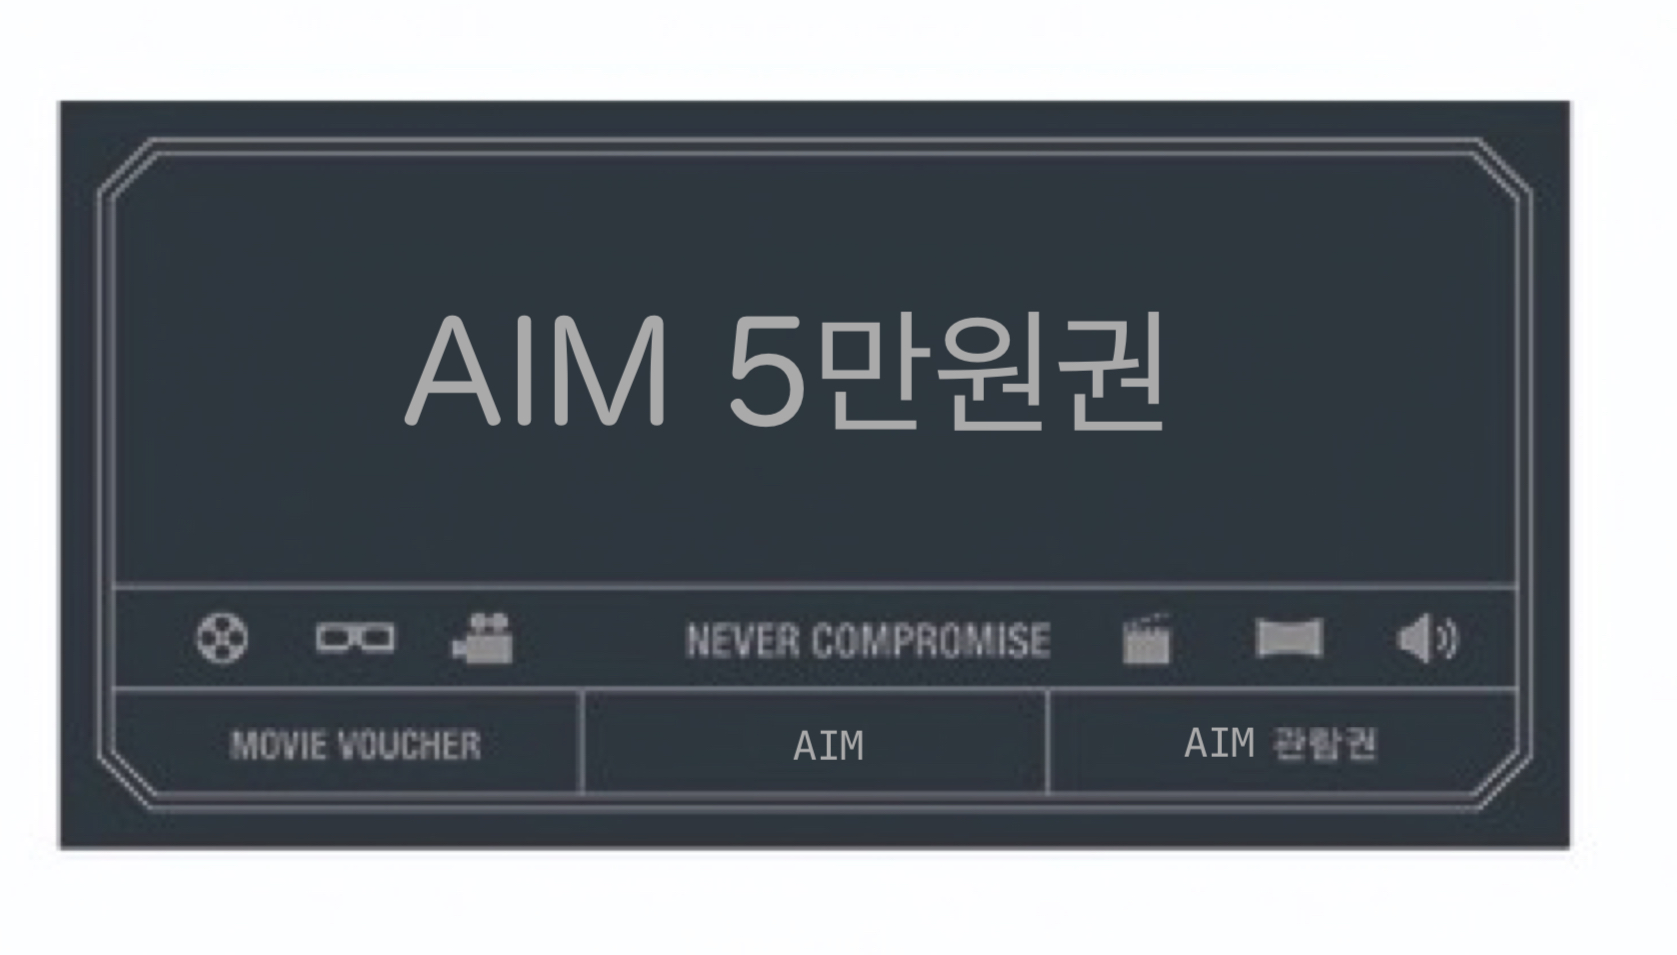 AIM 5만원권
NEVER COMPROMISE
MOVIE VOUCHER
AIM
AIM 관람권